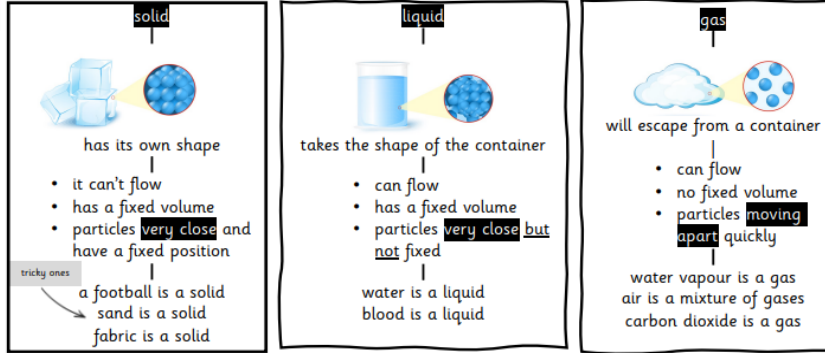 solid
has its own shape
• it can't flow
• has a fixed volume
• particles very close and
have a fixed position
tricky ones
a football is a solid
sand is a solid
fabric is a solid
liquid
takes the shape of the container
• can flow
• has a fixed volume
• particles very close but
not fixed
water is a liquid
blood is a liquid
gas
will escape from a container
• can flow
• no fixed volume
• particles moving
apart quickly
water vapour is a gas
air is a mixture of gases
carbon dioxide is a gas